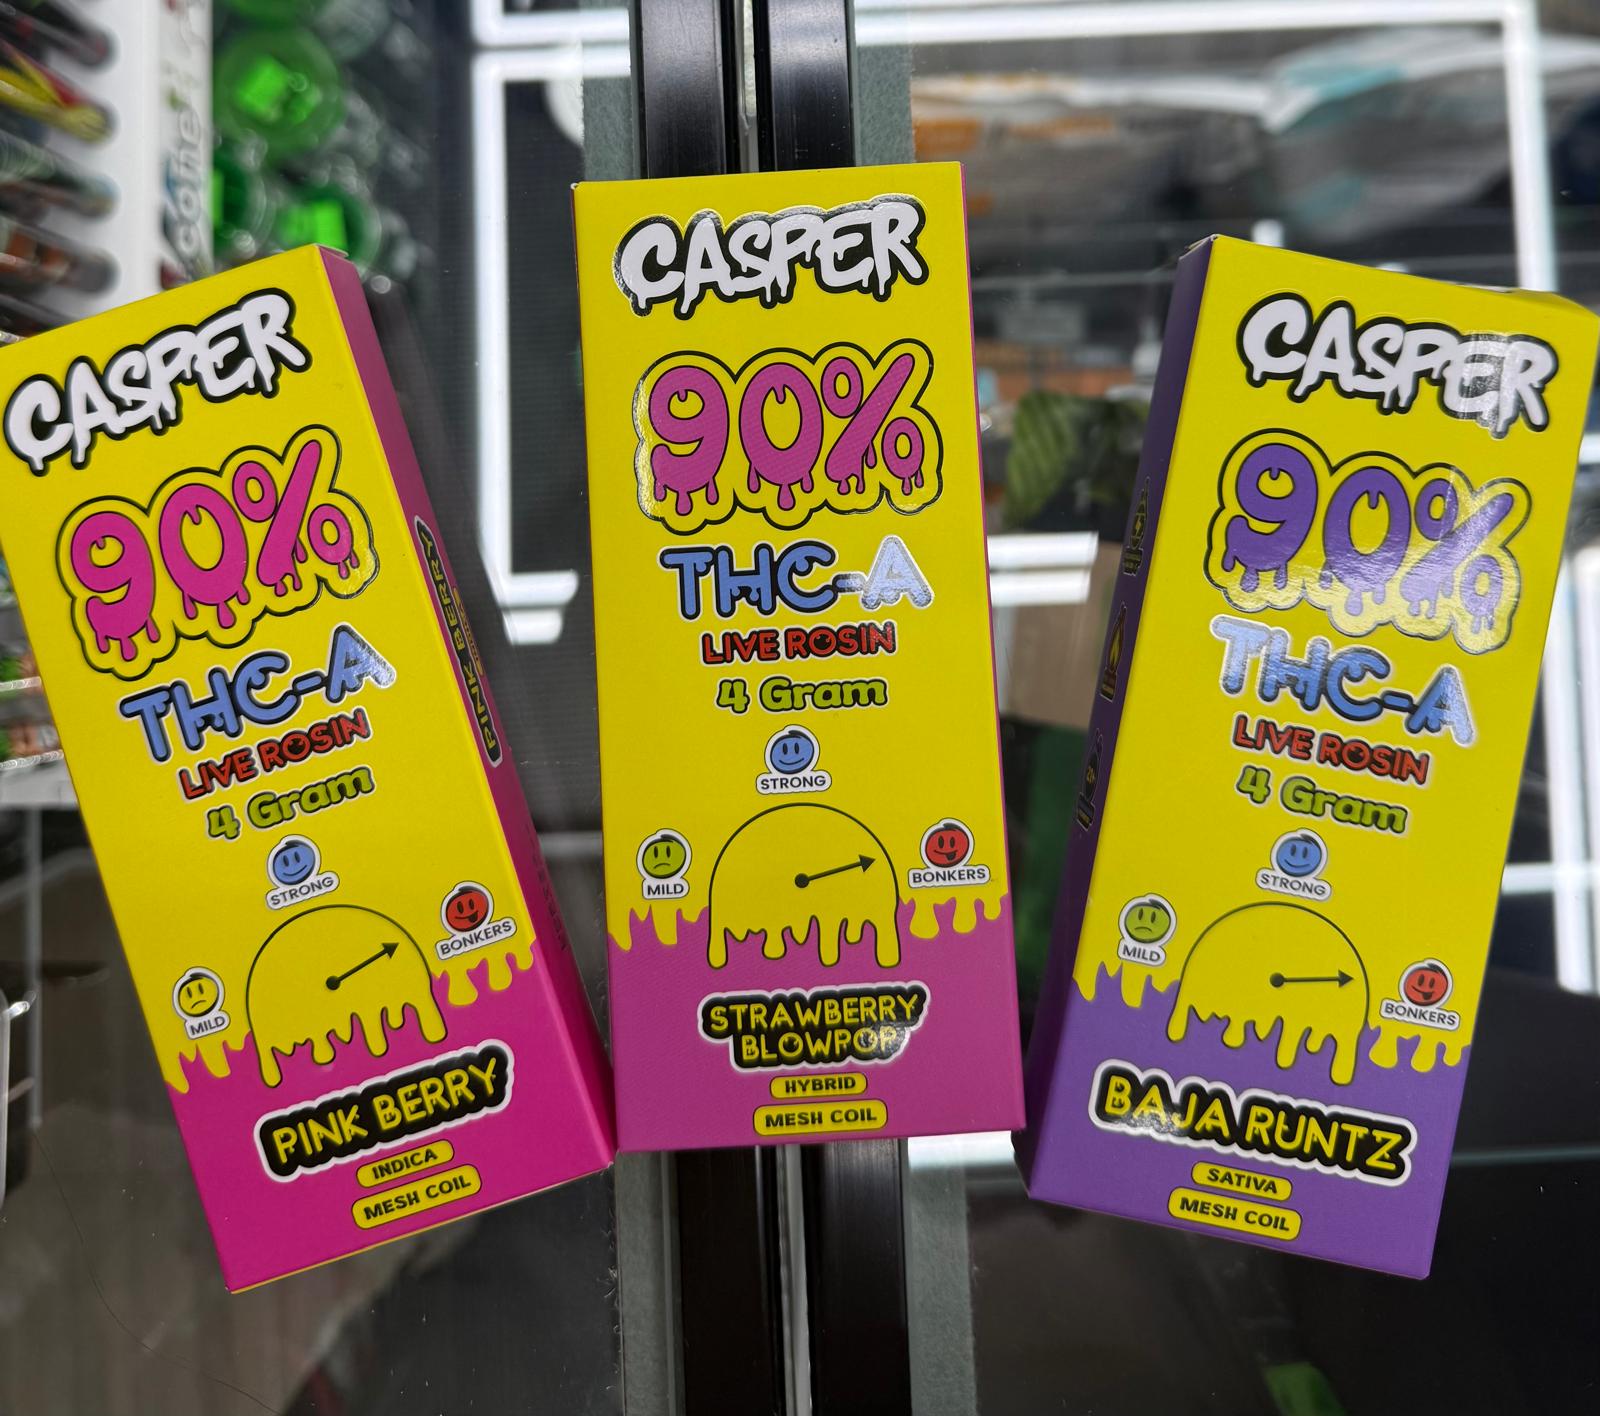 CASPER
90%
THC-A
LIVE ROSIN
4 Gram
STRONG
MILD
BONKERS
PINK BERRY
INDICA
MESH COIL
PINK BERRY
CASPER
90%
THC-A
LIVE ROSIN
4 Gram
STRONG
MILD
BONKERS
STRAWBERRY
BLOWPOP
HYBRID
MESH COIL
CASPER
90%
THC-A
LIVE ROSIN
4 Gram
STRONG
MILD
BONKERS
BAJA RUNTZ
SATIVA
MESH COIL